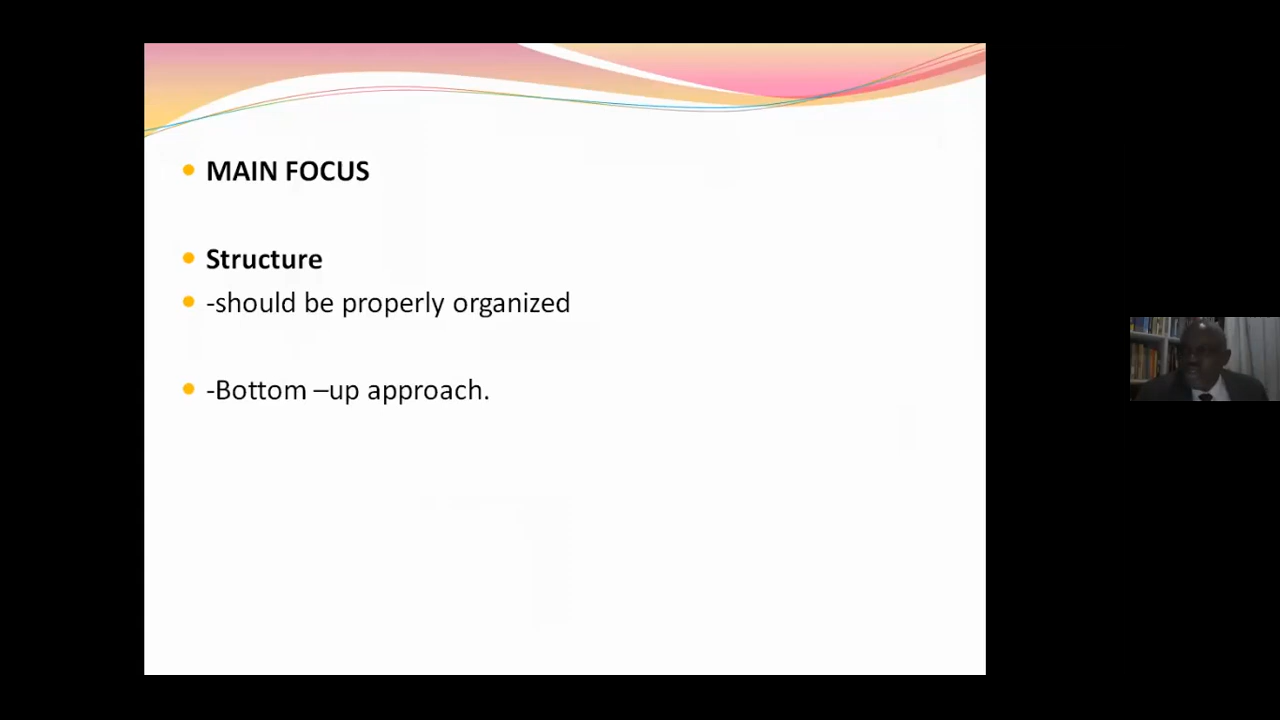 MAIN FOCUS
Structure
-should be properly organized
-Bottom –up approach.